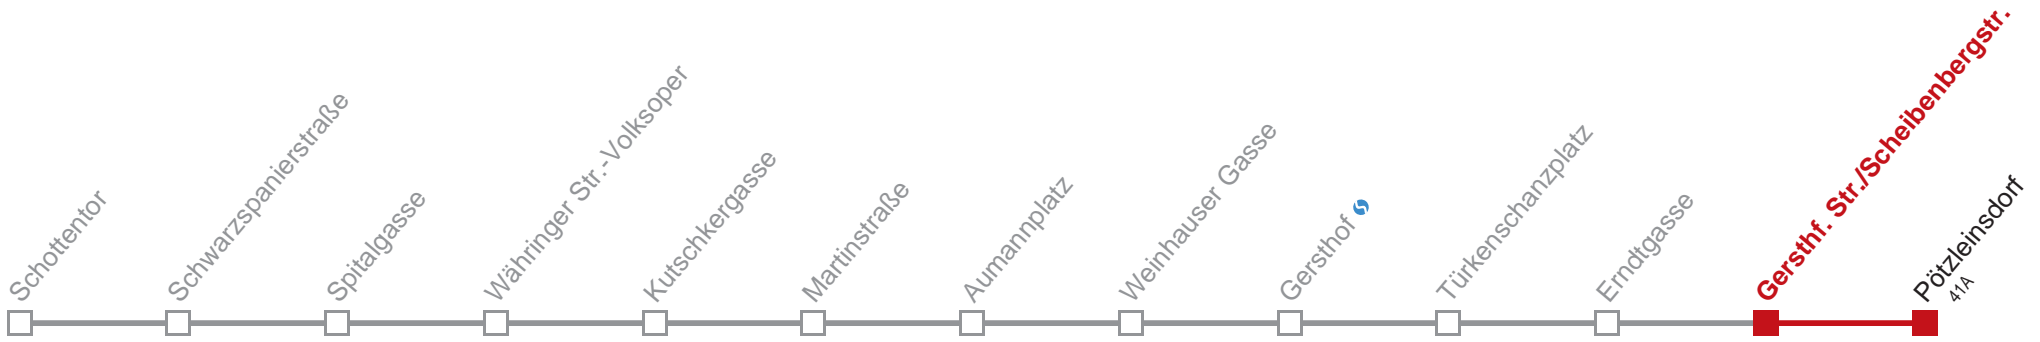 Schottentor
Schwarzspanierstraße
Spitalgasse
Währinger Str.-Volksoper
Kutschkergasse
Martinstraße
Aumannplatz
Weinhauser Gasse
Gersthof
Türkenschanzplatz
Erndtgasse
Gersthf. Str./Scheibenbergstr.
Pötzleinsdorf
41A